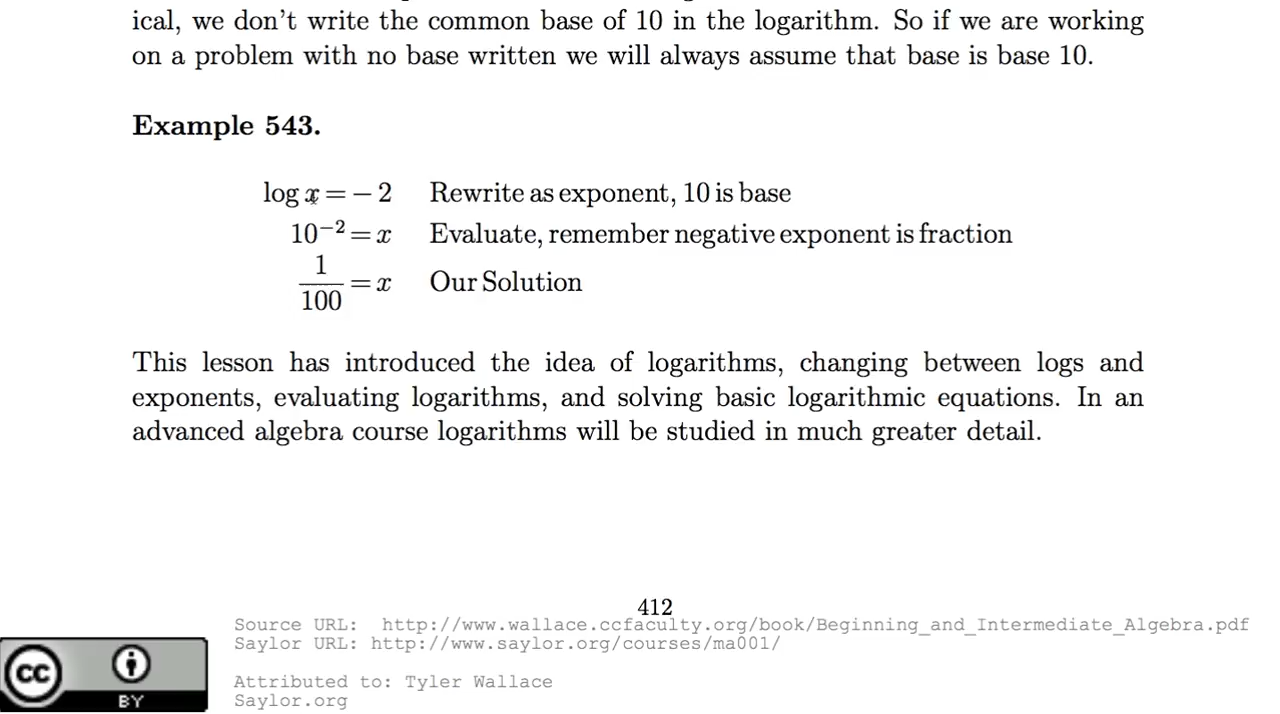 ical, we don't write the common base of 10 in the logarithm. So if we are working
on a problem with no base written we will always assume that base is base 10.
Example 543.
log x = − 2 Rewrite as exponent, 10 is base
10⁻² = x Evaluate, remember negative exponent is fraction
1/100 = x Our Solution
This lesson has introduced the idea of logarithms, changing between logs and
exponents, evaluating logarithms, and solving basic logarithmic equations. In an
advanced algebra course logarithms will be studied in much greater detail.
412
Source URL: http://www.wallace.ccfaculty.org/book/Beginning_and_Intermediate_Algebra.pdf
Saylor URL: http://www.saylor.org/courses/ma001/
Attributed to: Tyler Wallace
Saylor.org
cc
BY